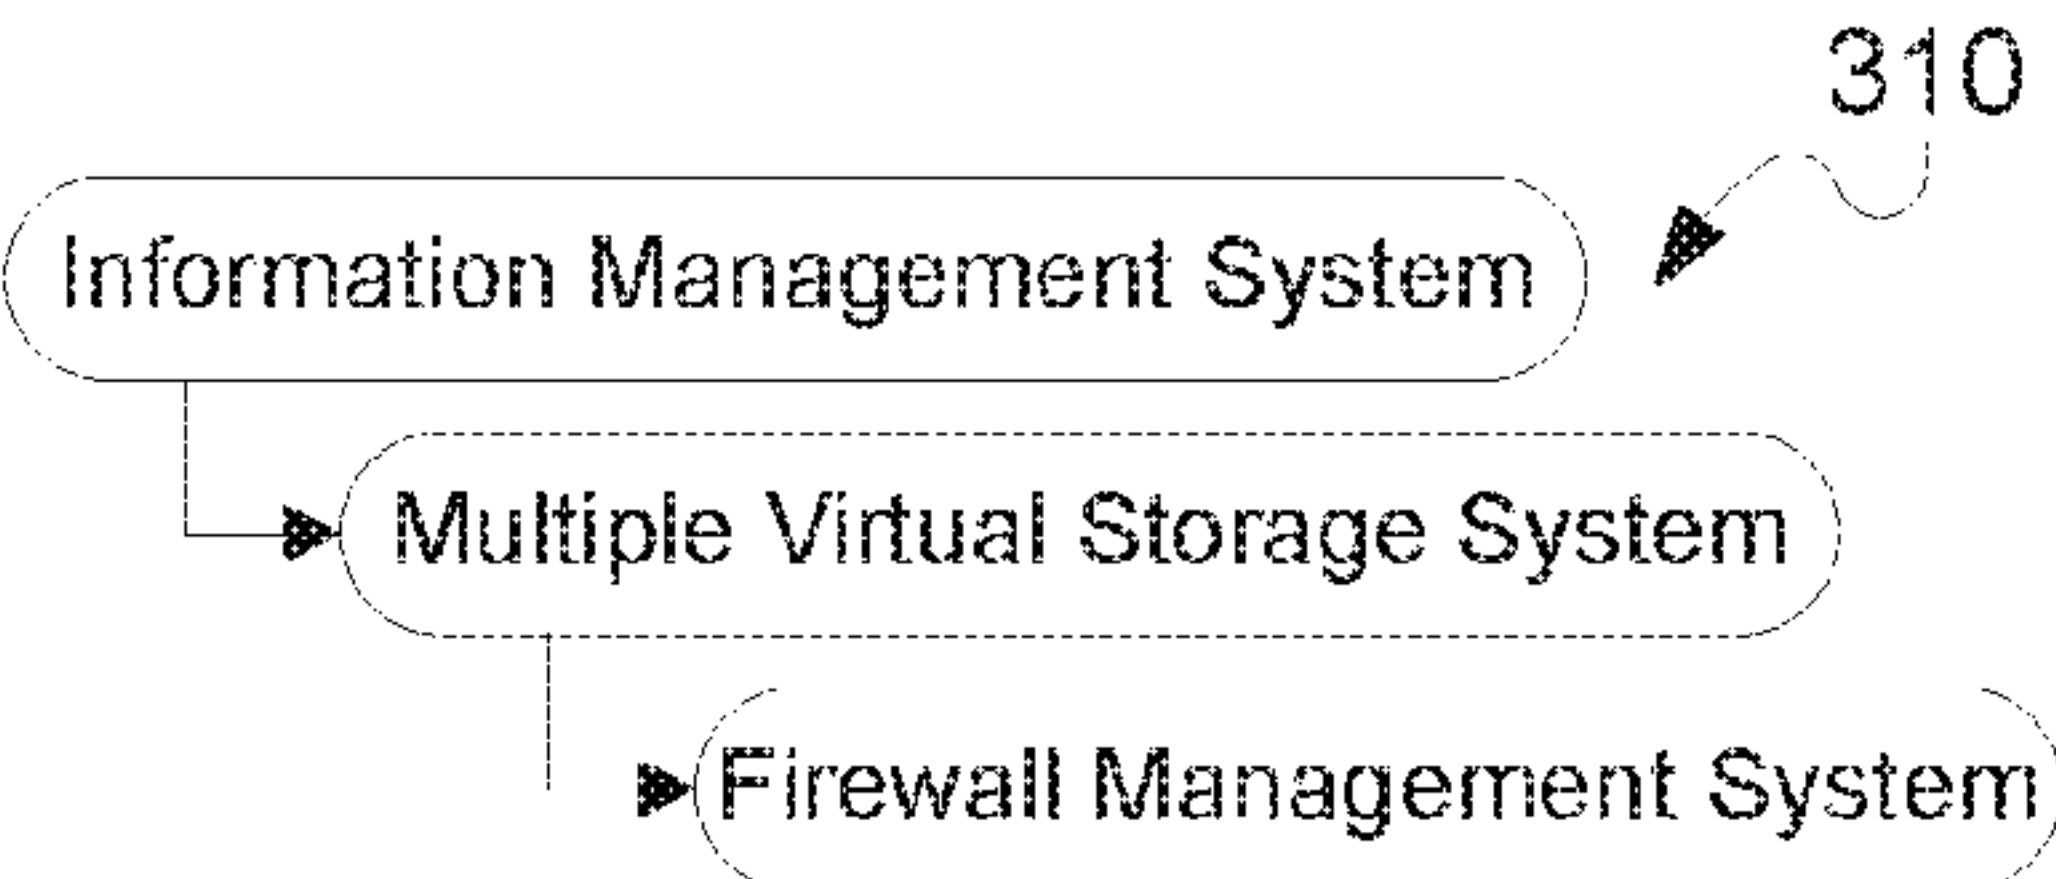 310
Information Management System
Multiple Virtual Storage System
Firewall Management System